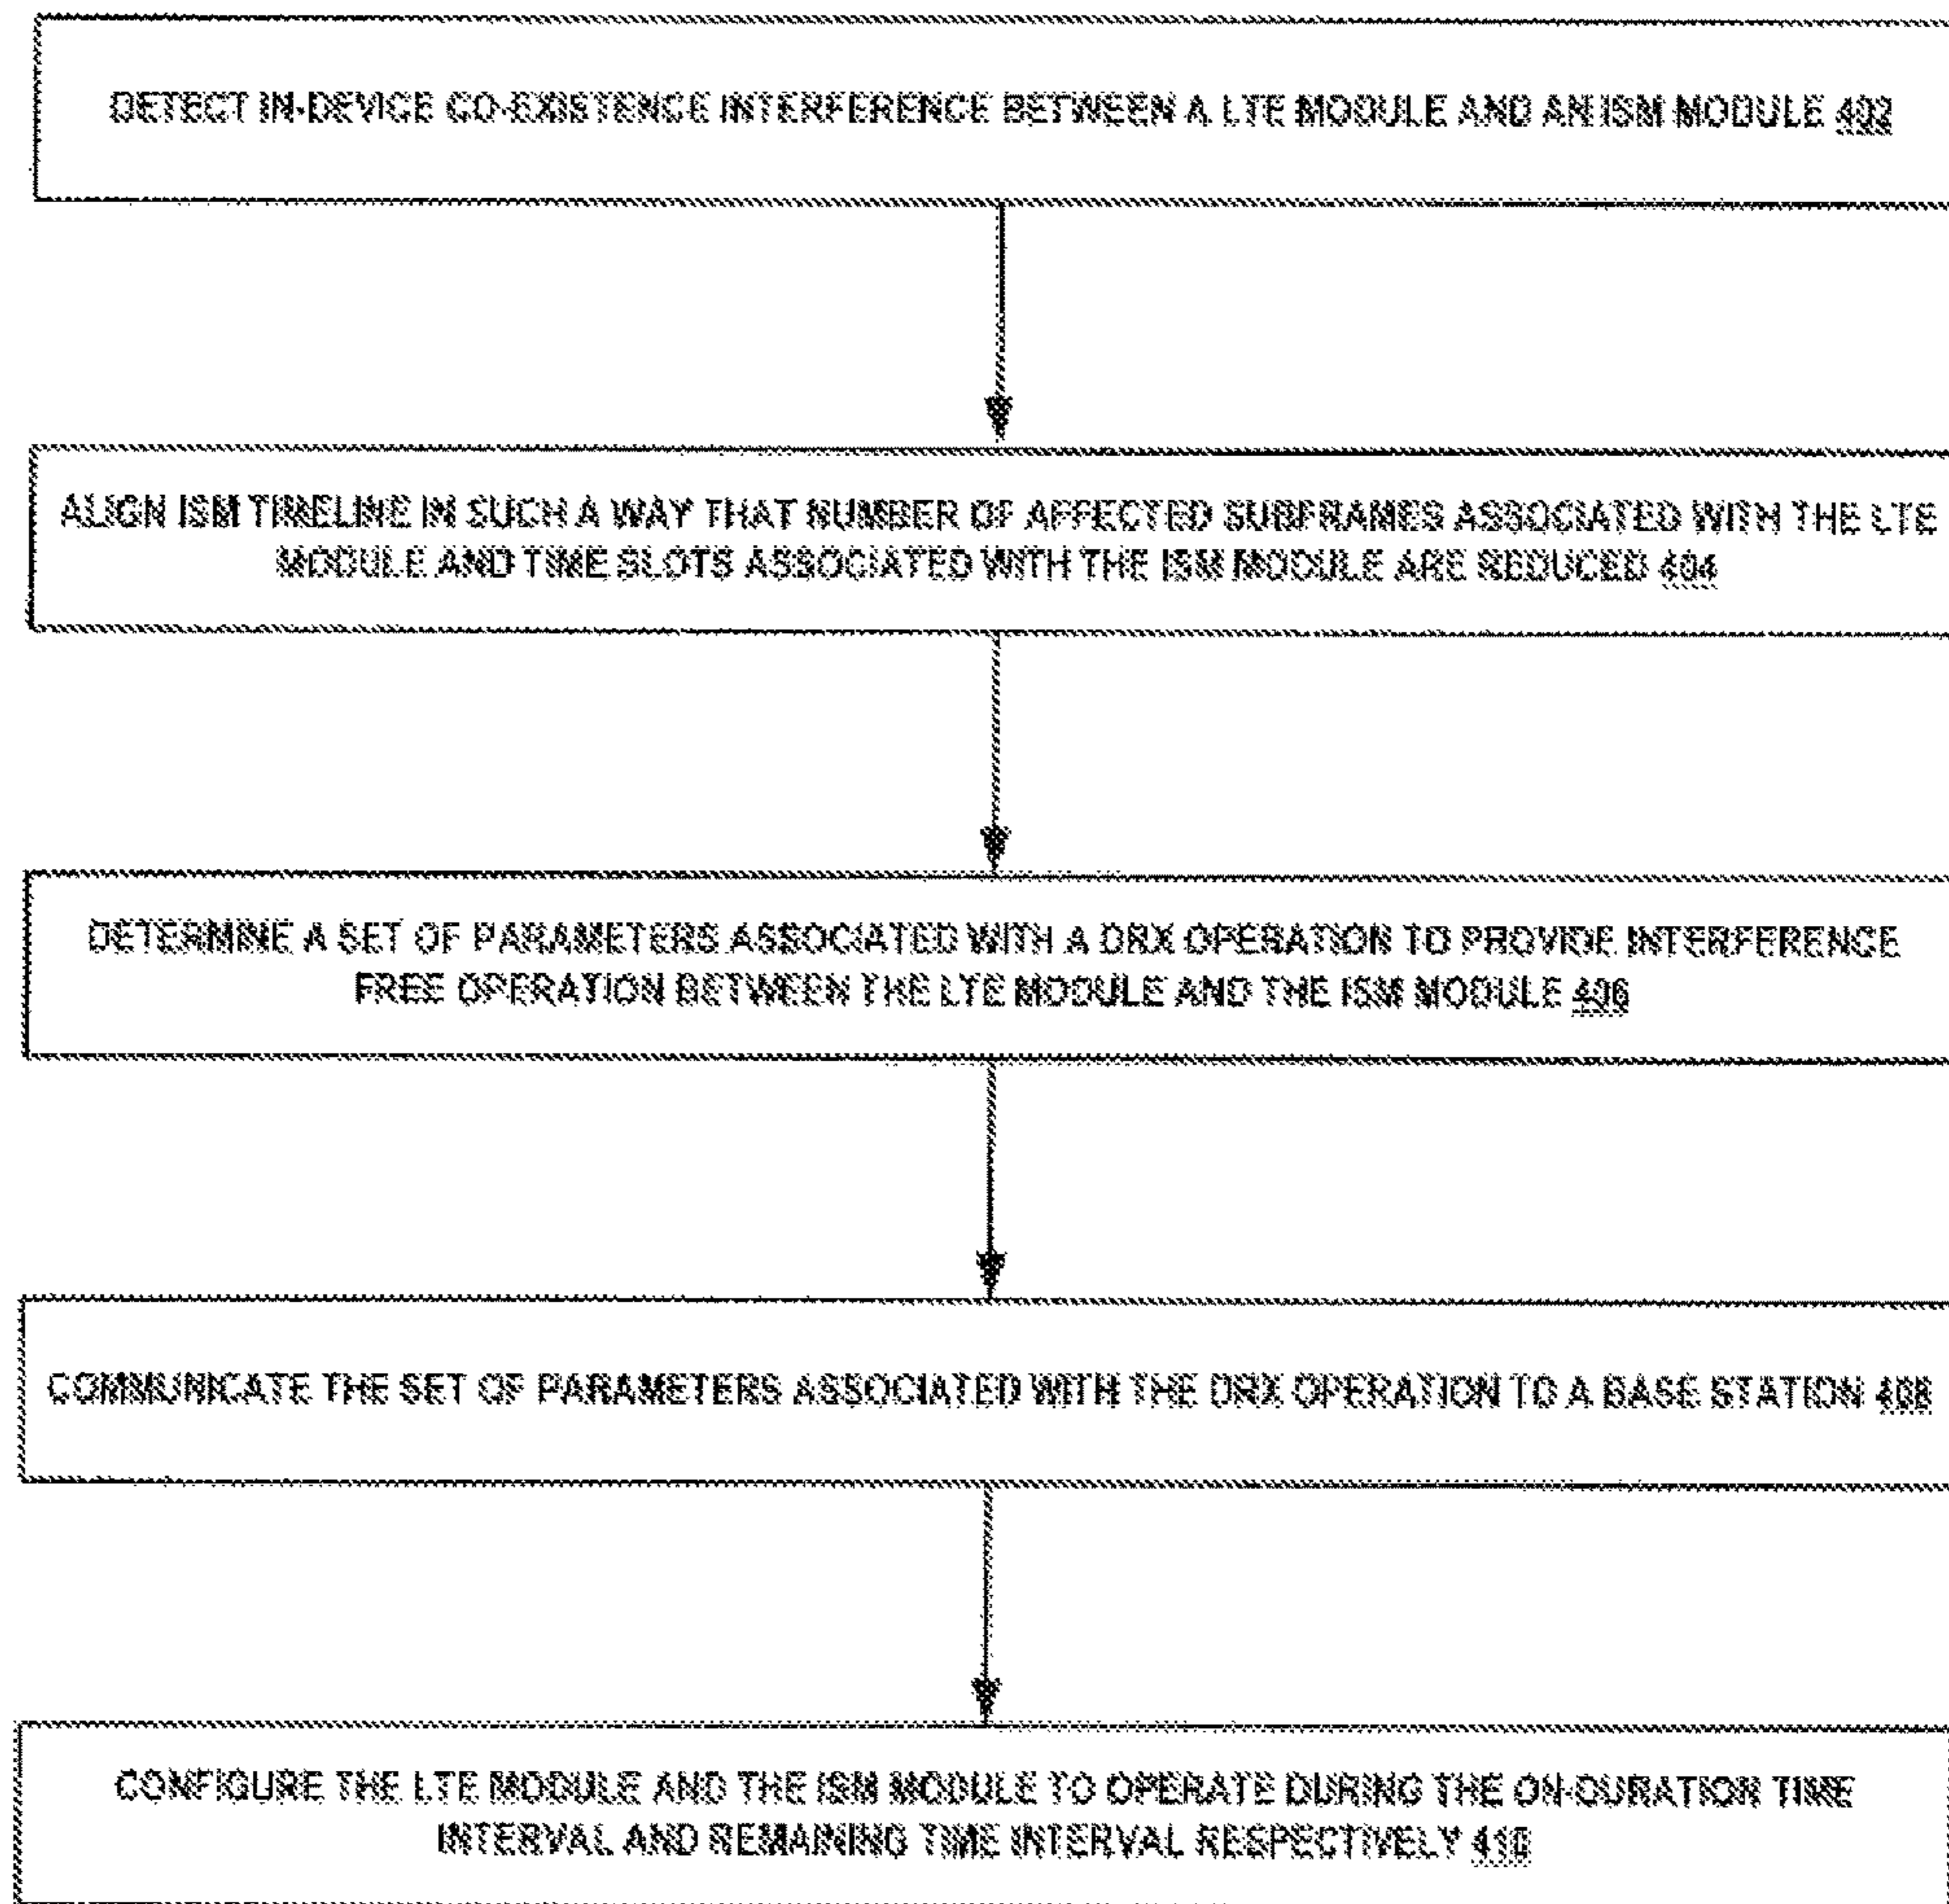 DETECT IN-DEVICE CO-EXISTENCE INTERFERENCE BETWEEN A LTE MODULE AND AN ISM MODULE 402
ALIGN ISM TIMELINE IN SUCH A WAY THAT NUMBER OF AFFECTED SUBFRAMES ASSOCIATED WITH THE LTE
MODULE AND TIME SLOTS ASSOCIATED WITH THE ISM MODULE ARE REDUCED 404
DETERMINE A SET OF PARAMETERS ASSOCIATED WITH A DRX OPERATION TO PROVIDE INTERFERENCE
FREE OPERATION BETWEEN THE LTE MODULE AND THE ISM MODULE 406
COMMUNICATE THE SET OF PARAMETERS ASSOCIATED WITH THE DRX OPERATION TO A BASE STATION 408
CONFIGURE THE LTE MODULE AND THE ISM MODULE TO OPERATE DURING THE ON-DURATION TIME
INTERVAL AND REMAINING TIME INTERVAL RESPECTIVELY 410